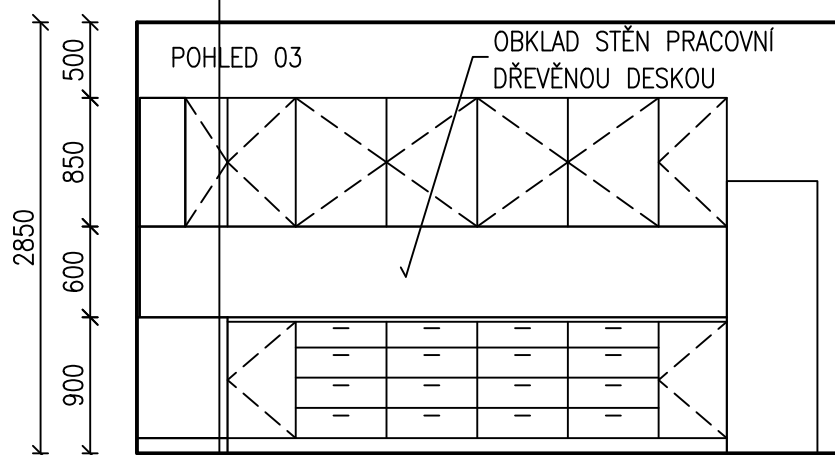 POHLED 03
OBKLAD STĚN PRACOVNÍ
DŘEVĚNOU DESKOU
500
850
2850
600
900